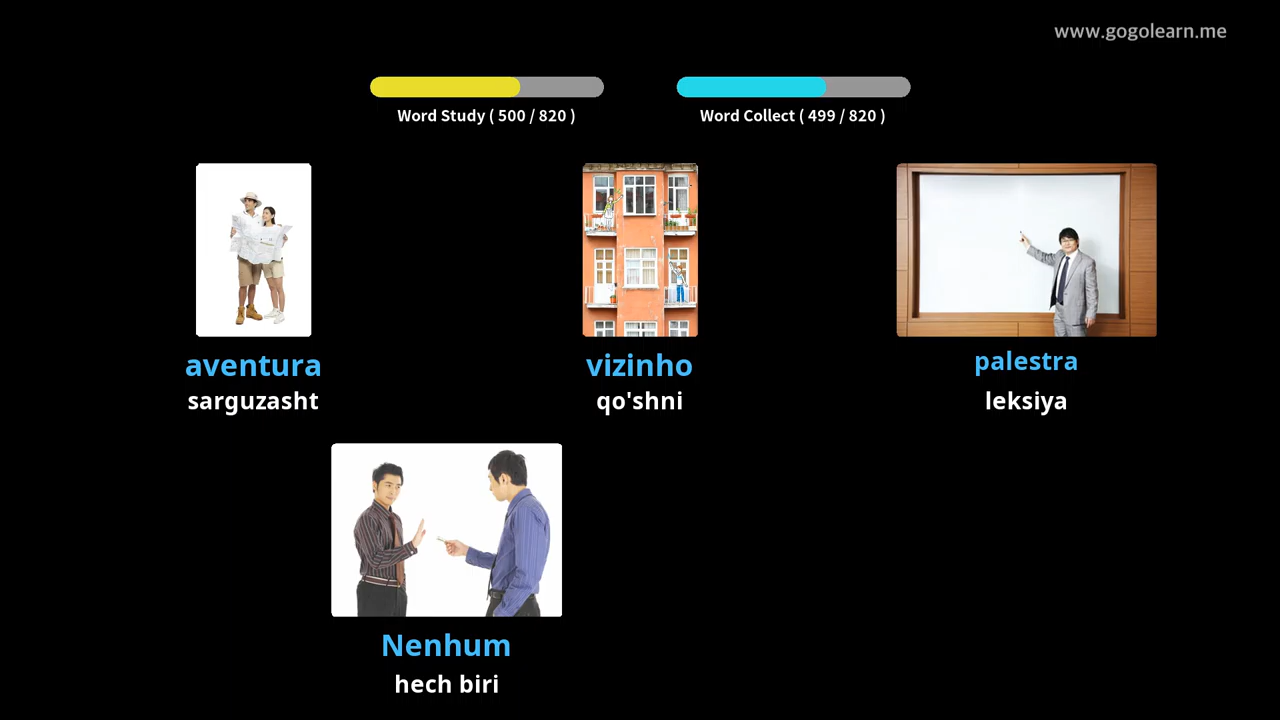 www.gogolearn.me
Word Study ( 500 / 820 )
Word Collect ( 499 / 820 )
aventura
sarguzasht
vizinho
qo'shni
palestra
leksiya
Nenhum
hech biri